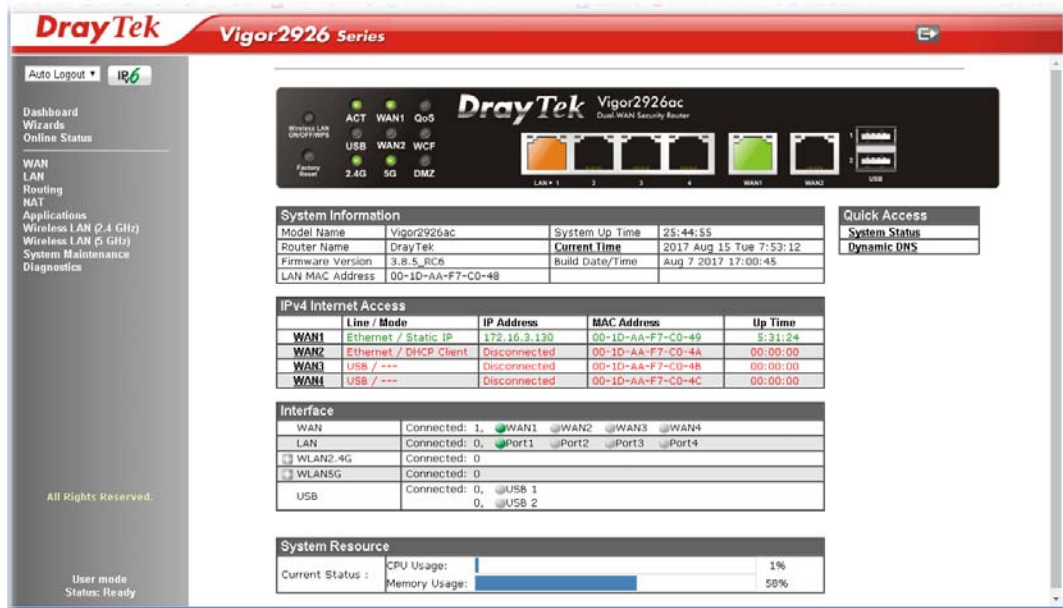 DrayTek Vigor2926 Series
Auto Logout IPv6
Dashboard
Wizards
Online Status
WAN
LAN
Routing
NAT
Applications
Wireless LAN (2.4 GHz)
Wireless LAN (5 GHz)
System Maintenance
Diagnostics
All Rights Reserved.
User mode
Status: Ready
DrayTek Vigor2926ac
Dual-WAN Security Router
Wireless LAN
ON/OFF/WPS
Factory
Reset
ACT WAN1 QoS
USB WAN2 WCF
2.4G 5G DMZ
LAN 1 2 3 4 WAN1 WAN2
1
2
USB
System Information
Model Name Vigor2926ac System Up Time 25:44:55
Router Name DrayTek Current Time 2017 Aug 15 Tue 7:53:12
Firmware Version 3.8.5_RC6 Build Date/Time Aug 7 2017 17:00:45
LAN MAC Address 00-1D-AA-F7-C0-48
Quick Access
System Status
Dynamic DNS
IPv4 Internet Access
Line / Mode IP Address MAC Address Up Time
WAN1 Ethernet / Static IP 172.16.3.130 00-1D-AA-F7-C0-49 5:31:24
WAN2 Ethernet / DHCP Client Disconnected 00-1D-AA-F7-C0-4A 00:00:00
WAN3 USB / --- Disconnected 00-1D-AA-F7-C0-4B 00:00:00
WAN4 USB / --- Disconnected 00-1D-AA-F7-C0-4C 00:00:00
Interface
WAN Connected: 1, WAN1 WAN2 WAN3 WAN4
LAN Connected: 0, Port1 Port2 Port3 Port4
WLAN2.4G Connected: 0
WLAN5G Connected: 0
USB Connected: 0, USB 1
0, USB 2
System Resource
Current Status : CPU Usage: 1%
Memory Usage: 58%